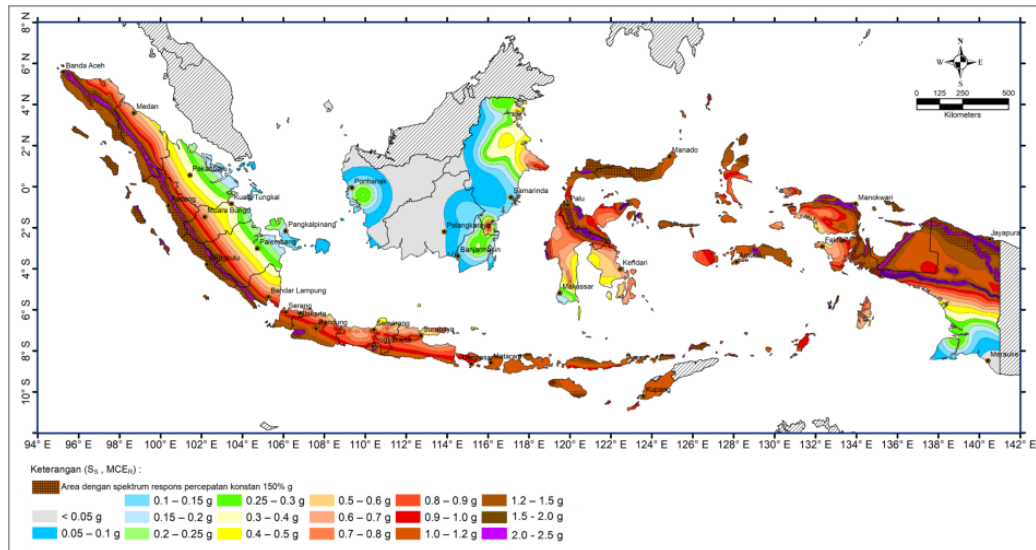 8° N
6° N
4° N
2° N
0°
2° S
4° S
6° S
8° S
10° S
N
W E
S
0 125 250 500
Kilometers
Banda Aceh
Medan
Manado
Pekanbaru
Pontianak
Samarinda
Palu
Manokwari
Padang
Kuala Tungkal
Muara Bungo
Pangkalpinang
Palangkaraya
Jayapura
Palembang
Banjarmasin
Bengkulu
Kendari
Makassar
Bandar Lampung
Serang
Jakarta
Bandung
Semarang
Surabaya
Yogyakarta
Mataram
Kupang
Merauke
94° E 96° E 98° E 100° E 102° E 104° E 106° E 108° E 110° E 112° E 114° E 116° E 118° E 120° E 122° E 124° E 126° E 128° E 130° E 132° E 134° E 136° E 138° E 140° E 142° E
Keterangan (S_S , MCE_R) :
Area dengan spektrum respons percepatan konstan 150% g
< 0.05 g
0.05 – 0.1 g
0.1 – 0.15 g
0.15 – 0.2 g
0.2 – 0.25 g
0.25 – 0.3 g
0.3 – 0.4 g
0.4 – 0.5 g
0.5 – 0.6 g
0.6 – 0.7 g
0.7 – 0.8 g
0.8 – 0.9 g
0.9 – 1.0 g
1.0 – 1.2 g
1.2 – 1.5 g
1.5 - 2.0 g
2.0 - 2.5 g